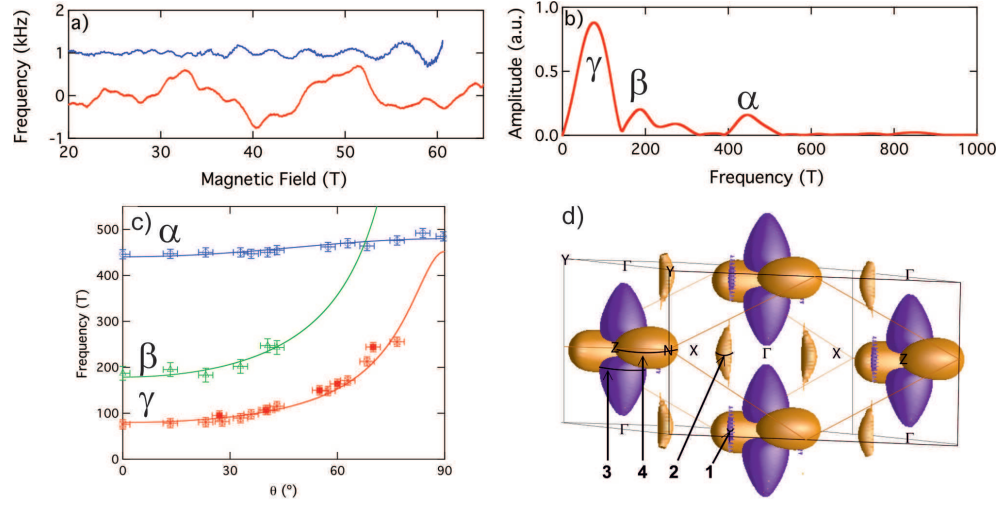 a)
Frequency (kHz)
2
1
0
-1
20
30
40
50
60
Magnetic Field (T)
b)
Amplitude (a.u.)
1.0
0.5
0.0
γ
β
α
0
200
400
600
800
1000
Frequency (T)
c)
Frequency (T)
500
400
300
200
100
0
α
β
γ
0
30
60
90
θ (°)
d)
Y
Γ
Y
Γ
Z
N
X
Γ
X
Z
Γ
Γ
3
4
2
1